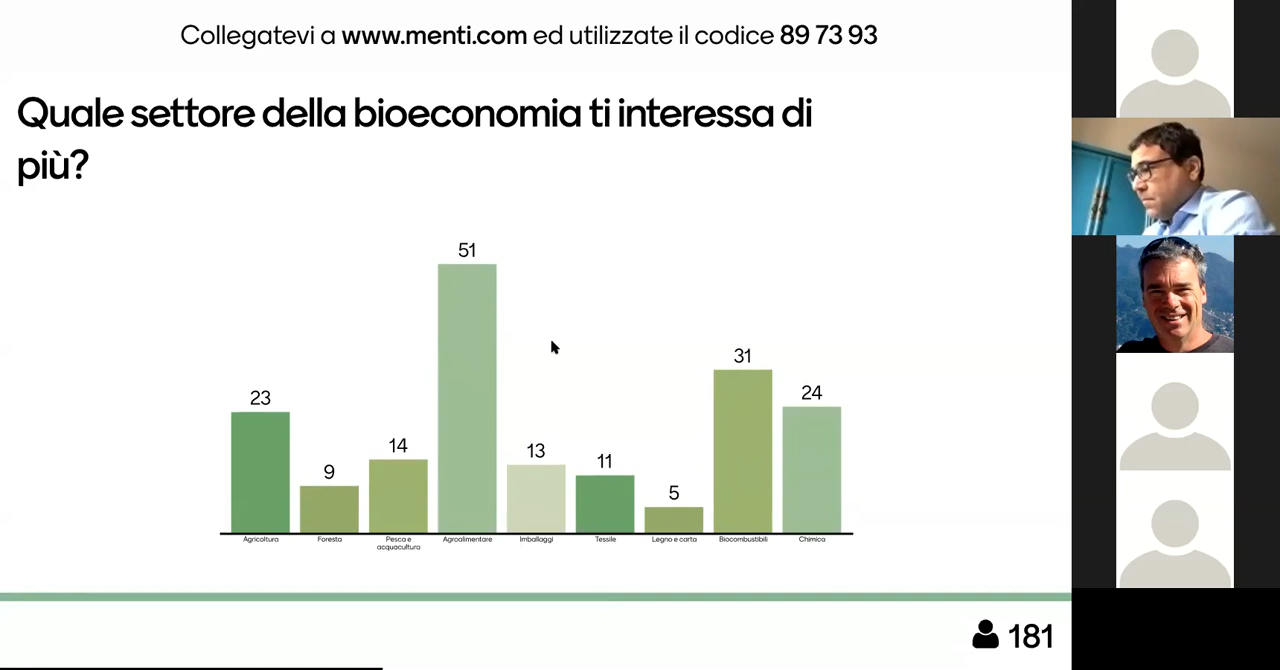 Collegatevi a www.menti.com ed utilizzate il codice 89 73 93
Quale settore della bioeconomia ti interessa di
più?
23
9
14
51
13
11
5
31
24
Agricoltura
Foresta
Pesca e
acquacultura
Agroalimentare
Imballaggi
Tessile
Legno e carta
Biocombustibili
Chimica
181